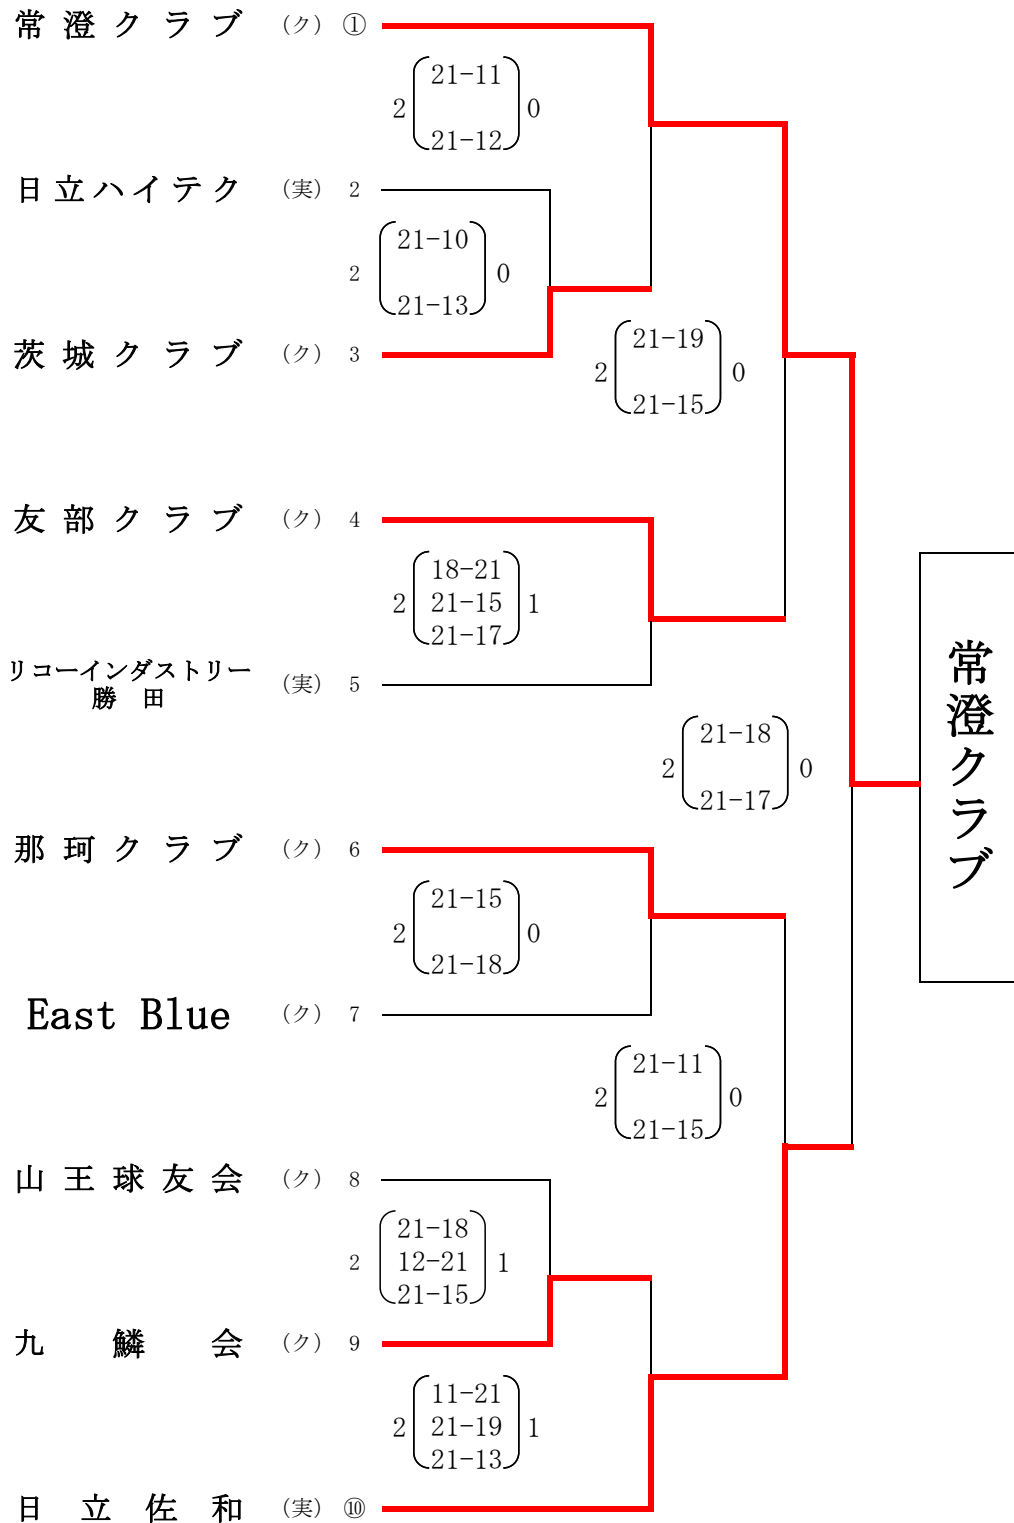 常澄クラブ （ク） ①
21-11
2 0
21-12
日立ハイテク （実） 2
21-10
2 0
21-13
茨城クラブ （ク） 3
21-19
2 0
21-15
友部クラブ （ク） 4
18-21
2 21-15 1
21-17
リコーインダストリー
勝　田 （実） 5
21-18
2 0
21-17
常澄クラブ
那珂クラブ （ク） 6
21-15
2 0
21-18
East Blue （ク） 7
21-11
2 0
21-15
山王球友会 （ク） 8
21-18
2 12-21 1
21-15
九鱗会 （ク） 9
11-21
2 21-19 1
21-13
日立佐和 （実） ⑩